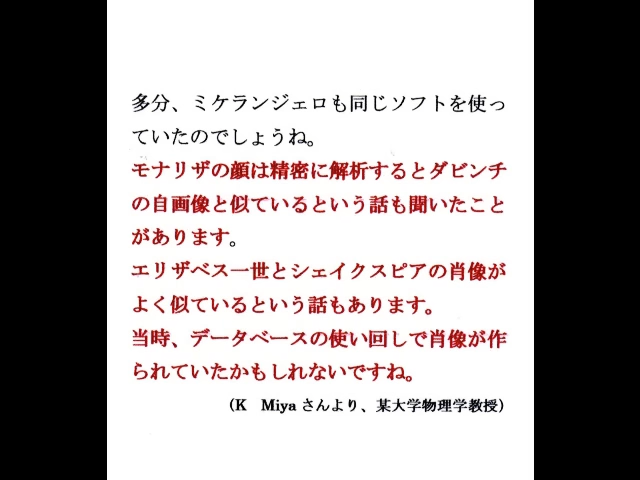 多分、ミケランジェロも同じソフトを使っ
ていたのでしょうね。
モナリザの顔は精密に解析するとダビンチ
の自画像と似ているという話も聞いたこと
があります。
エリザベス一世とシェイクスピアの肖像が
よく似ているという話もあります。
当時、データベースの使い回しで肖像が作
られていたかもしれないですね。
（K　Miya さんより、某大学物理学教授）